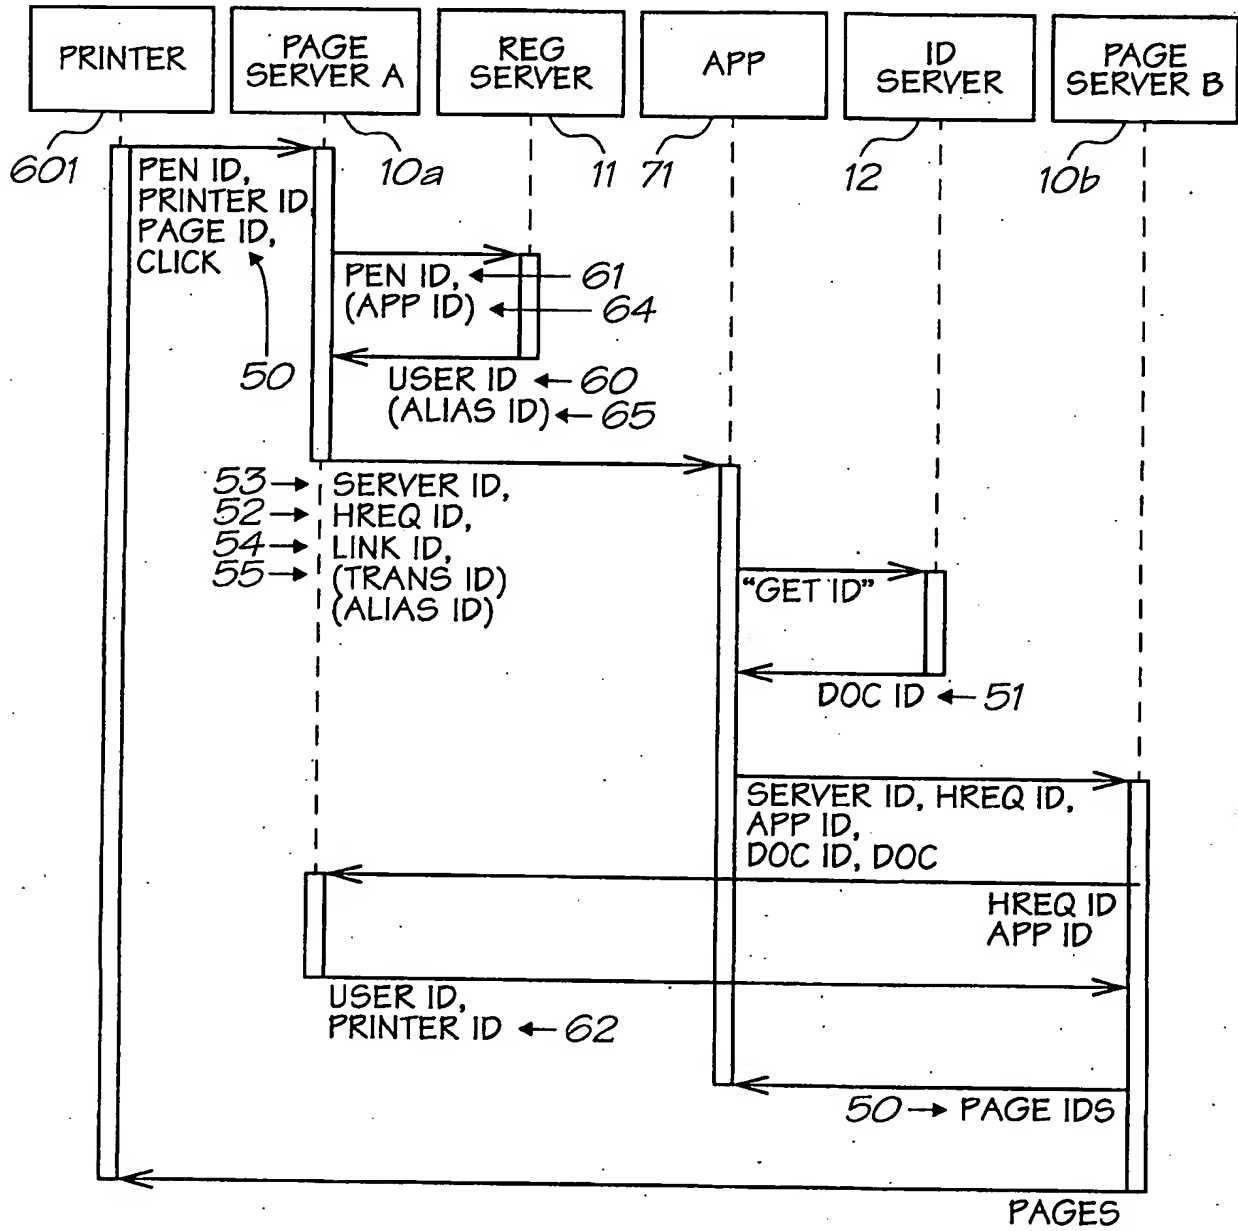 PRINTER
PAGE
SERVER A
REG
SERVER
APP
ID
SERVER
PAGE
SERVER B
601
10a
11
71
12
10b
PEN ID,
PRINTER ID
PAGE ID,
CLICK
PEN ID, 61
(APP ID) 64
50
USER ID 60
(ALIAS ID) 65
53 SERVER ID,
52 HREQ ID,
54 LINK ID,
55 (TRANS ID)
(ALIAS ID)
"GET ID"
DOC ID 51
SERVER ID, HREQ ID,
APP ID,
DOC ID, DOC
HREQ ID
APP ID
USER ID,
PRINTER ID 62
50 PAGE IDS
PAGES